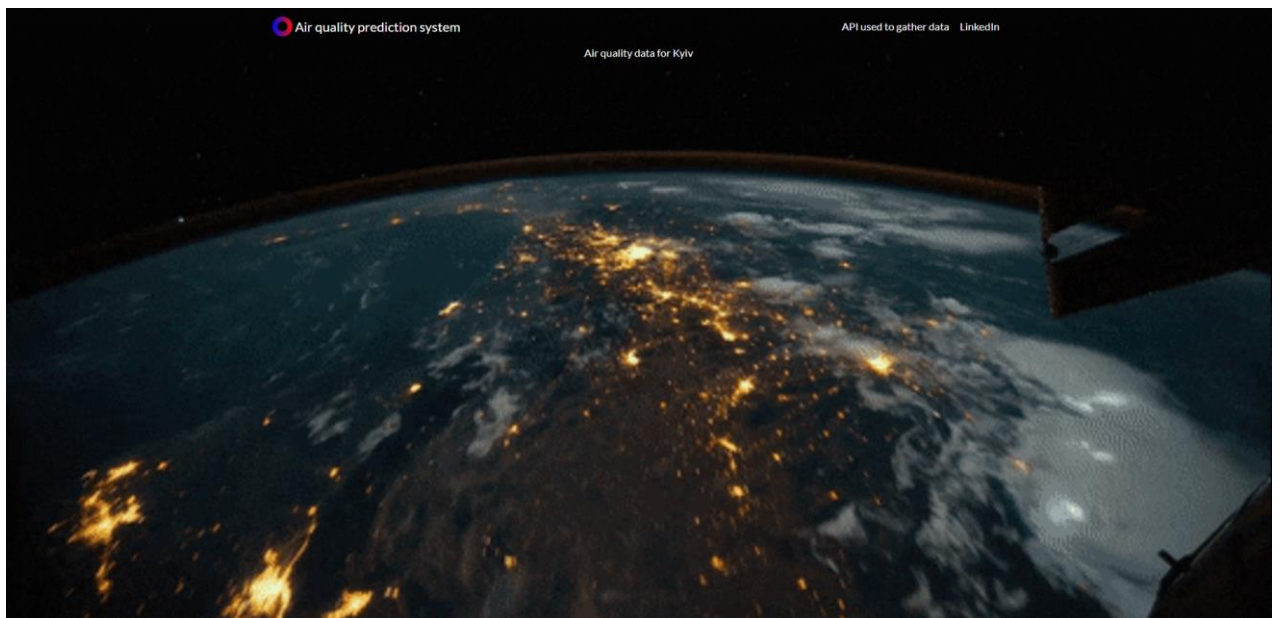 Air quality prediction system
API used to gather data LinkedIn
Air quality data for Kyiv